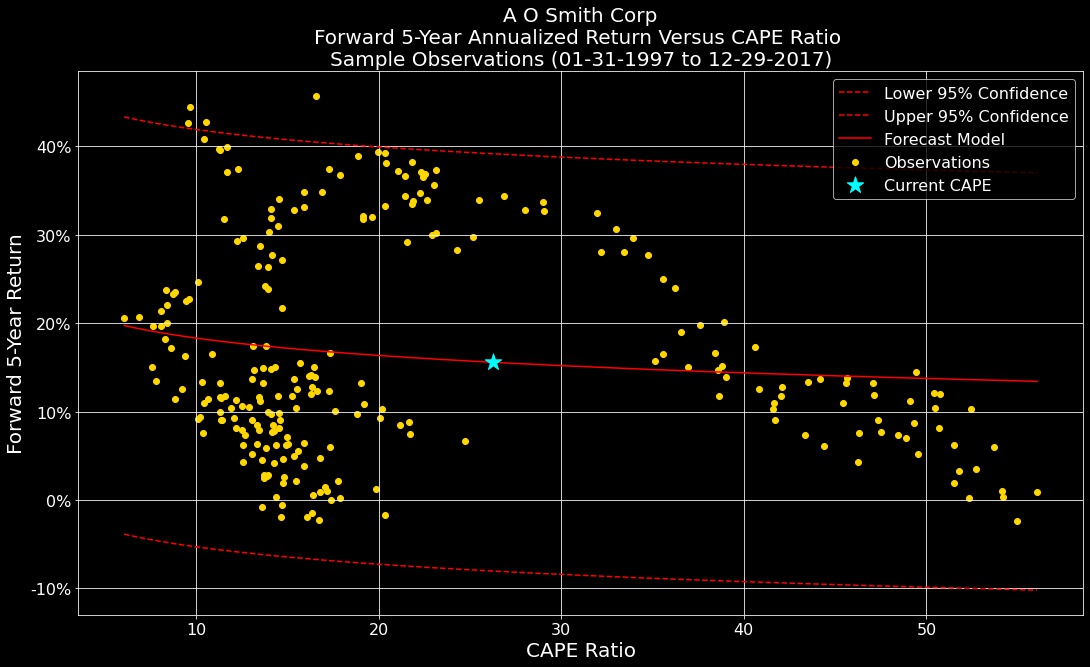 A O Smith Corp
Forward 5-Year Annualized Return Versus CAPE Ratio
Sample Observations (01-31-1997 to 12-29-2017)
Lower 95% Confidence
Upper 95% Confidence
Forecast Model
Observations
Current CAPE
Forward 5-Year Return
40%
30%
20%
10%
0%
-10%
10
20
30
40
50
CAPE Ratio